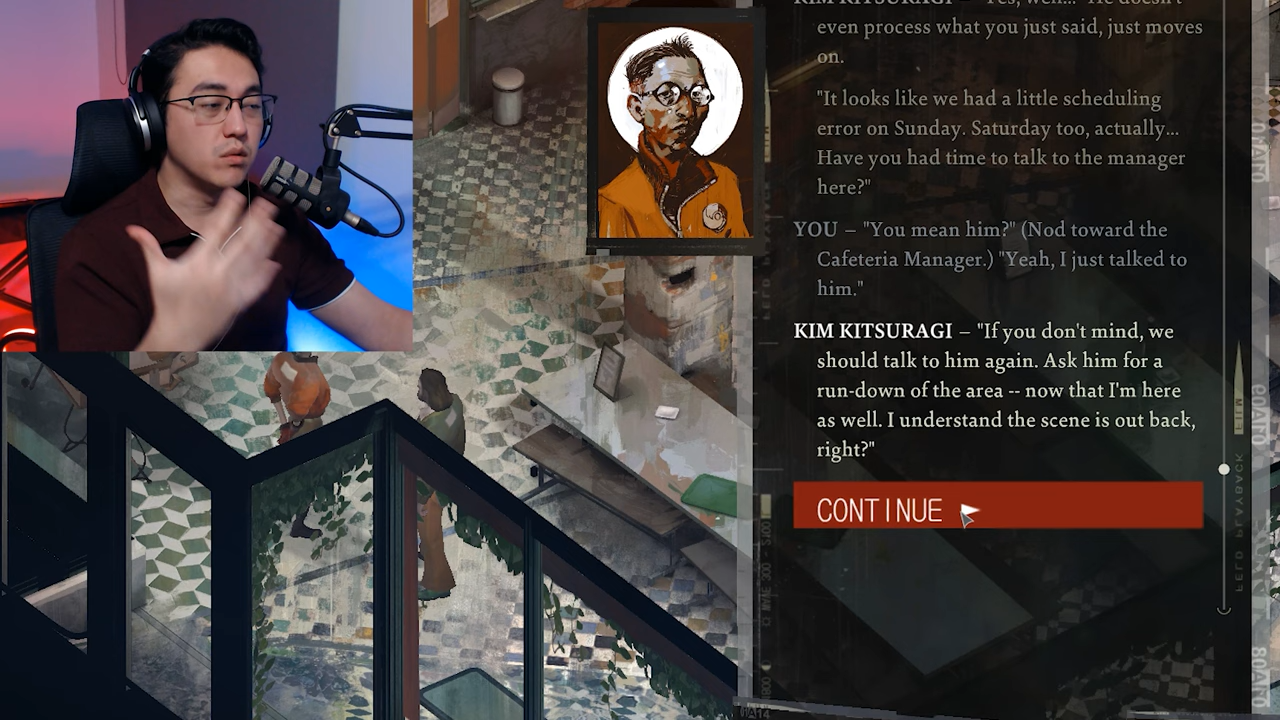 KIM KITSURAGI – "Yes, well..." He doesn't
even process what you just said, just moves
on.
"It looks like we had a little scheduling
error on Sunday. Saturday too, actually...
Have you had time to talk to the manager
here?"
YOU – "You mean him?" (Nod toward the
Cafeteria Manager.) "Yeah, I just talked to
him."
KIM KITSURAGI – "If you don't mind, we
should talk to him again. Ask him for a
run-down of the area -- now that I'm here
as well. I understand the scene is out back,
right?"
CONTINUE